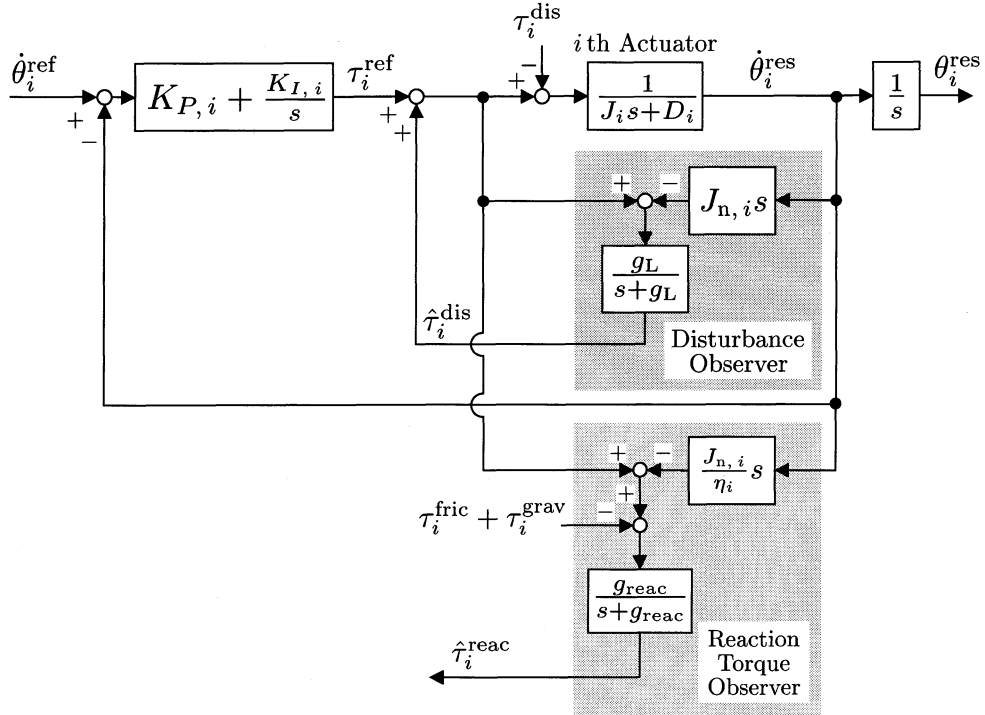 τ_i^dis
i th Actuator
θ̇_i^ref
K_{P, i} + K_{I, i}/s
τ_i^ref
1/(J_i s+D_i)
θ̇_i^res
1/s
θ_i^res
+
−
+
+
+
−
+
−
J_{n, i}s
g_L/(s+g_L)
τ̂_i^dis
Disturbance
Observer
+
−
(J_{n, i}/η_i)s
+
−
τ_i^fric + τ_i^grav
g_reac/(s+g_reac)
τ̂_i^reac
Reaction
Torque
Observer